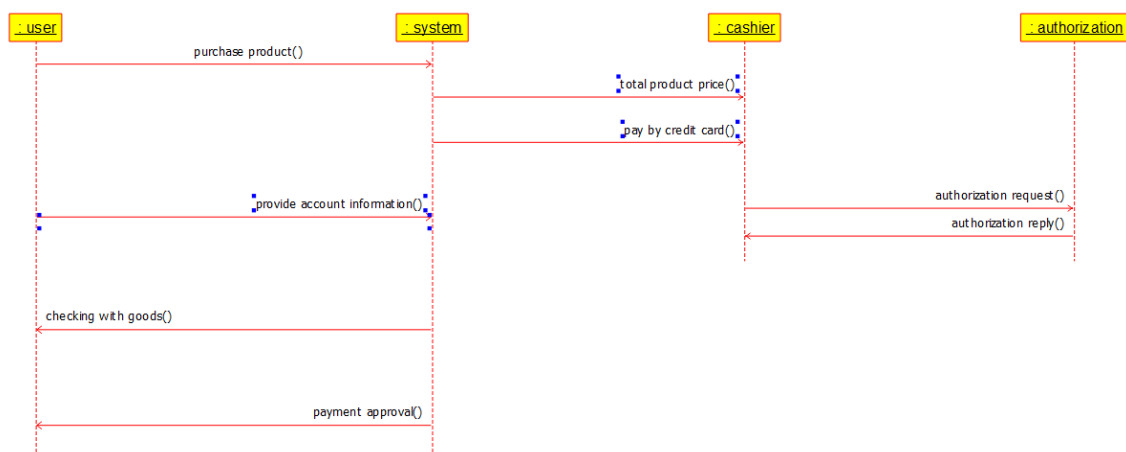 : user
: system
: cashier
: authorization
purchase product()
total product price()
pay by credit card()
authorization request()
provide account information()
authorization reply()
checking with goods()
payment approval()